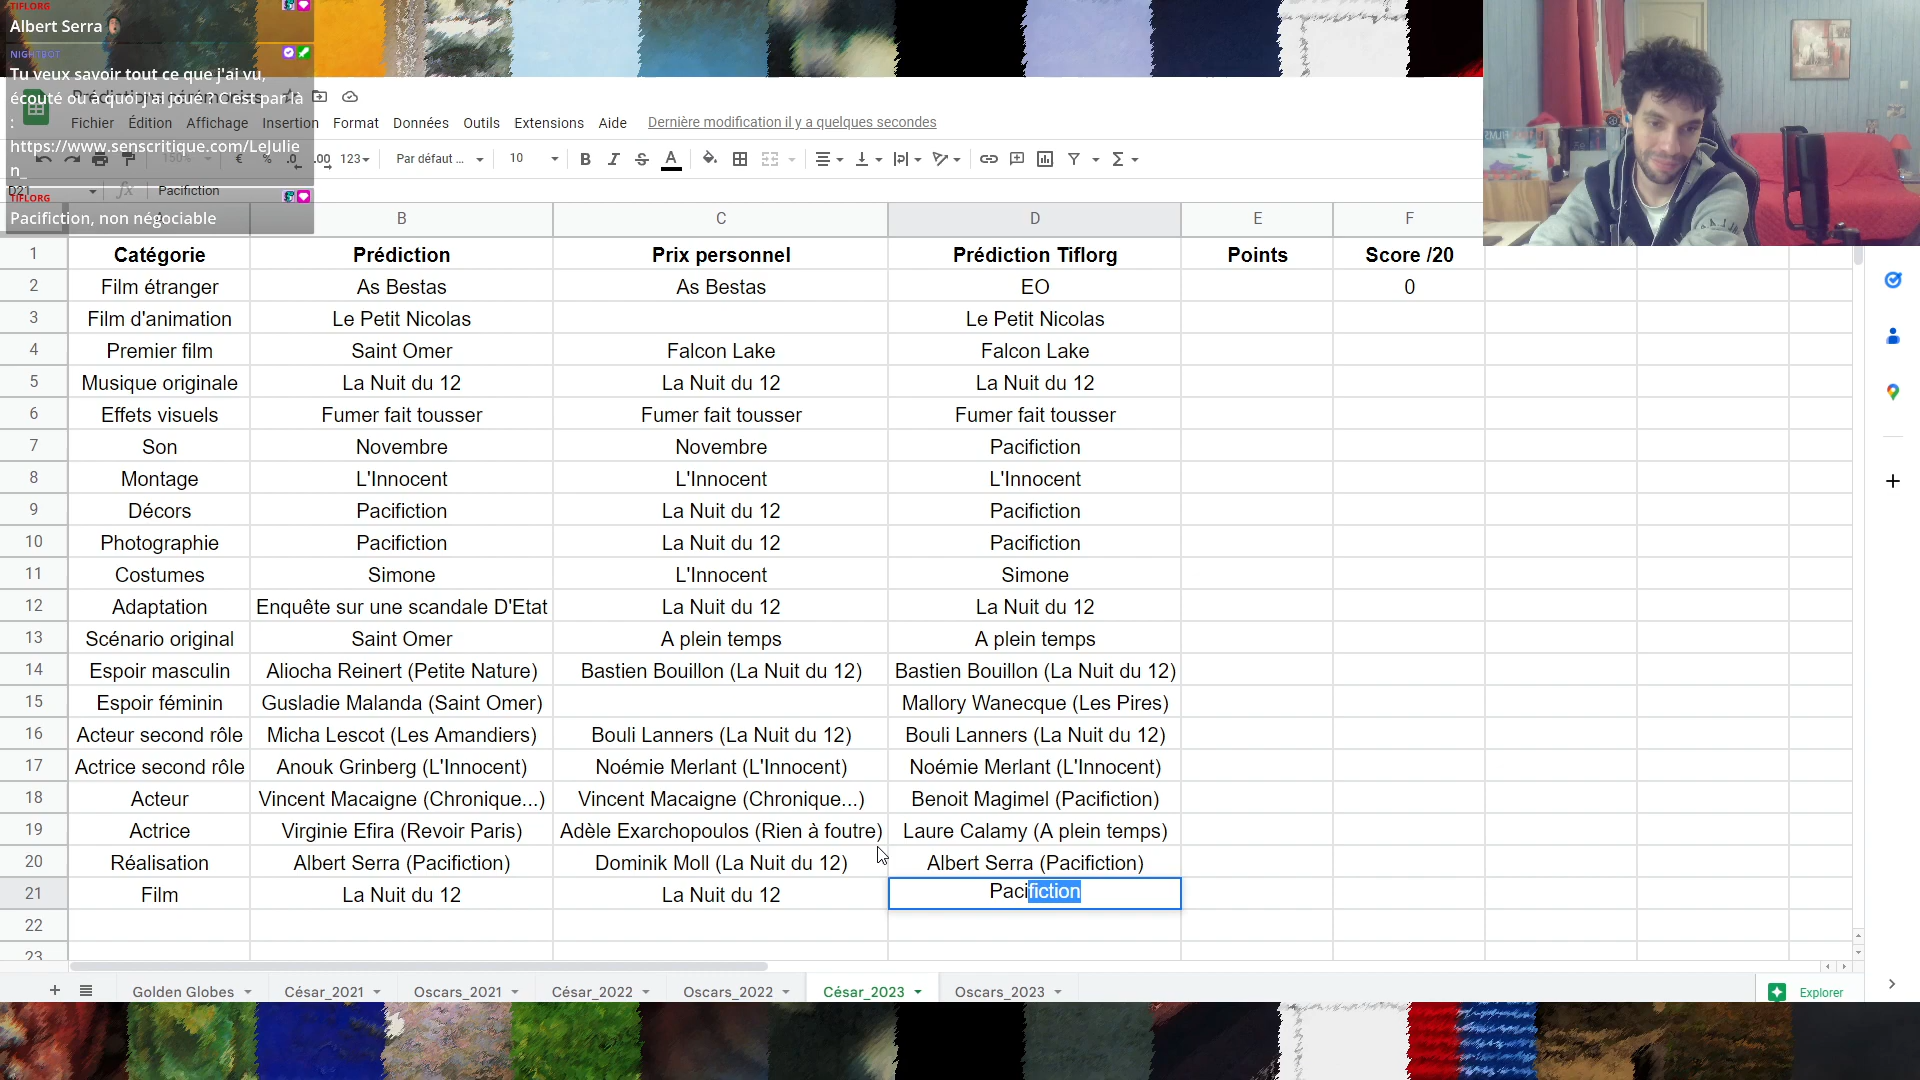 TIFLORG
Albert Serra
NIGHTBOT
Tu veux savoir tout ce que j'ai vu,
écouté ou à quoi j'ai joué ? C'est par là
:
https://www.senscritique.com/LeJulie
n_
TIFLORG
Pacifiction, non négociable
Fichier Édition Affichage Insertion Format Données Outils Extensions Aide Dernière modification il y a quelques secondes
150% € % .0 .00 123 Par défaut ... 10 B I S A
D21 fx Pacifiction
B C D E F
1 Catégorie Prédiction Prix personnel Prédiction Tiflorg Points Score /20
2 Film étranger As Bestas As Bestas EO 0
3 Film d'animation Le Petit Nicolas Le Petit Nicolas
4 Premier film Saint Omer Falcon Lake Falcon Lake
5 Musique originale La Nuit du 12 La Nuit du 12 La Nuit du 12
6 Effets visuels Fumer fait tousser Fumer fait tousser Fumer fait tousser
7 Son Novembre Novembre Pacifiction
8 Montage L'Innocent L'Innocent L'Innocent
9 Décors Pacifiction La Nuit du 12 Pacifiction
10 Photographie Pacifiction La Nuit du 12 Pacifiction
11 Costumes Simone L'Innocent Simone
12 Adaptation Enquête sur une scandale D'Etat La Nuit du 12 La Nuit du 12
13 Scénario original Saint Omer A plein temps A plein temps
14 Espoir masculin Aliocha Reinert (Petite Nature) Bastien Bouillon (La Nuit du 12) Bastien Bouillon (La Nuit du 12)
15 Espoir féminin Gusladie Malanda (Saint Omer) Mallory Wanecque (Les Pires)
16 Acteur second rôle Micha Lescot (Les Amandiers) Bouli Lanners (La Nuit du 12) Bouli Lanners (La Nuit du 12)
17 Actrice second rôle Anouk Grinberg (L'Innocent) Noémie Merlant (L'Innocent) Noémie Merlant (L'Innocent)
18 Acteur Vincent Macaigne (Chronique...) Vincent Macaigne (Chronique...) Benoit Magimel (Pacifiction)
19 Actrice Virginie Efira (Revoir Paris) Adèle Exarchopoulos (Rien à foutre) Laure Calamy (A plein temps)
20 Réalisation Albert Serra (Pacifiction) Dominik Moll (La Nuit du 12) Albert Serra (Pacifiction)
21 Film La Nuit du 12 La Nuit du 12 Pacifiction
22
23
Golden Globes César_2021 Oscars_2021 César_2022 Oscars_2022 César_2023 Oscars_2023 Explorer